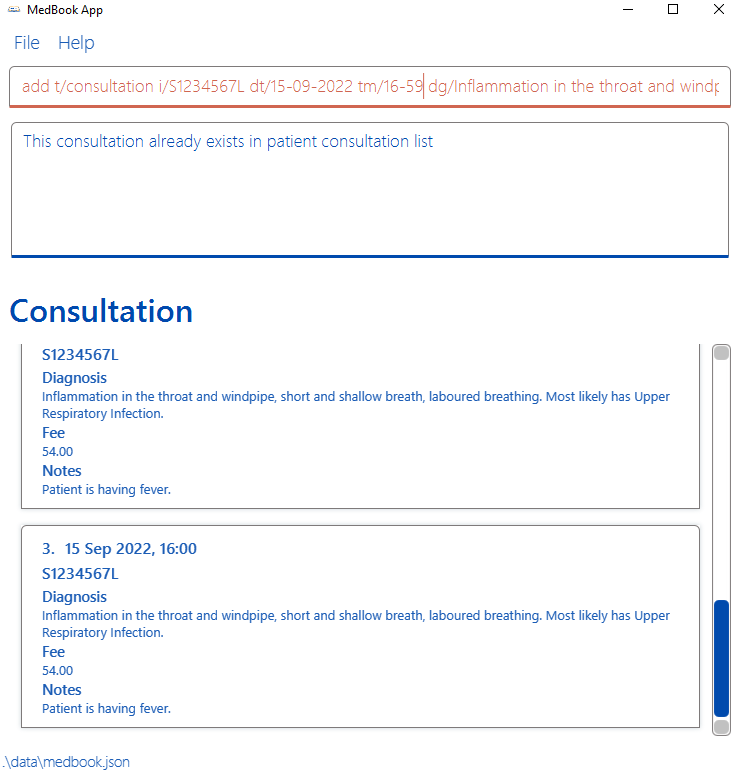 MedBook App
File Help
add t/consultation i/S1234567L dt/15-09-2022 tm/16-59 dg/Inflammation in the throat and windp
This consultation already exists in patient consultation list
Consultation
S1234567L
Diagnosis
Inflammation in the throat and windpipe, short and shallow breath, laboured breathing. Most likely has Upper
Respiratory Infection.
Fee
54.00
Notes
Patient is having fever.
3. 15 Sep 2022, 16:00
S1234567L
Diagnosis
Inflammation in the throat and windpipe, short and shallow breath, laboured breathing. Most likely has Upper
Respiratory Infection.
Fee
54.00
Notes
Patient is having fever.
.\data\medbook.json